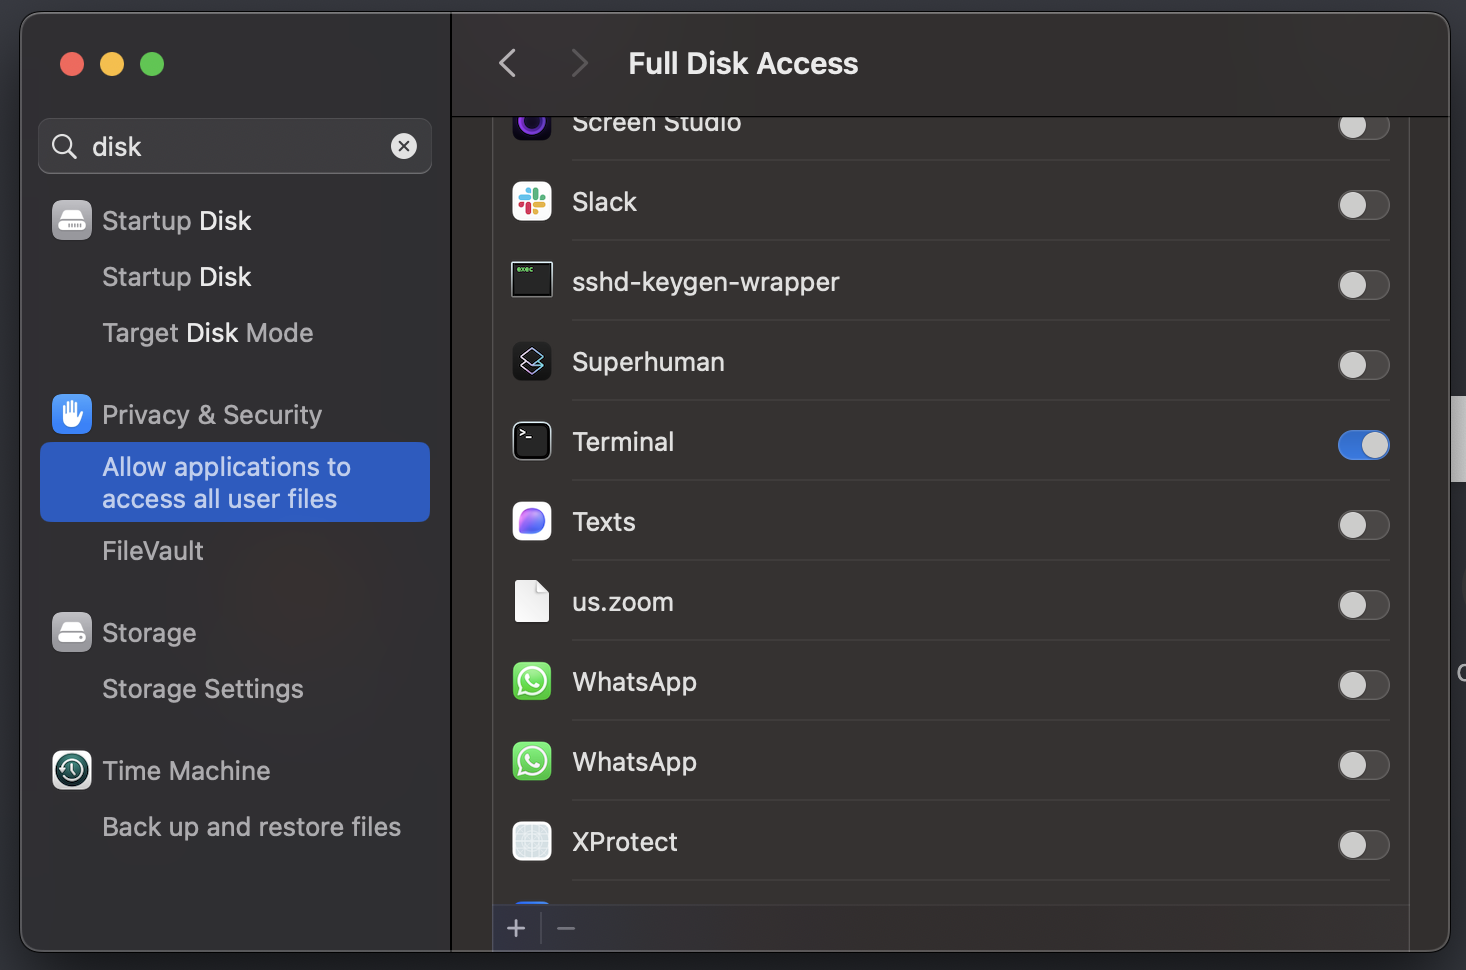 Full Disk Access
disk
Startup Disk
Startup Disk
Target Disk Mode
Privacy & Security
Allow applications to
access all user files
FileVault
Storage
Storage Settings
Time Machine
Back up and restore files
Screen Studio
Slack
exec
sshd-keygen-wrapper
Superhuman
>_
Terminal
Texts
us.zoom
WhatsApp
WhatsApp
XProtect
+ −